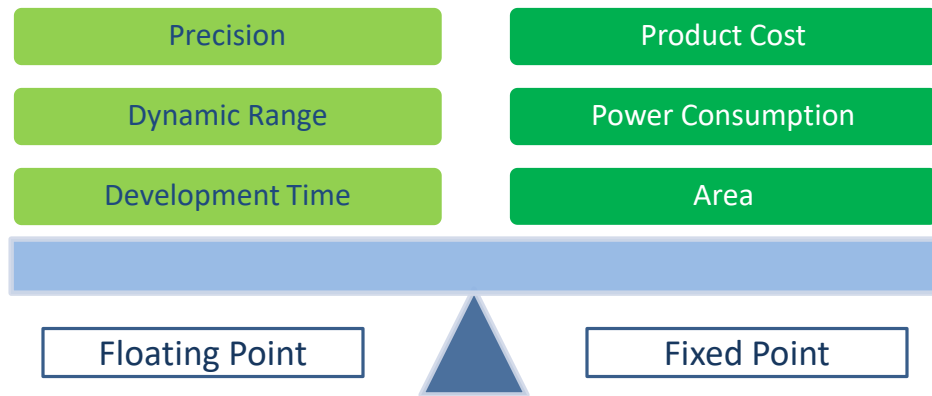 Precision
Product Cost
Dynamic Range
Power Consumption
Development Time
Area
Floating Point
Fixed Point